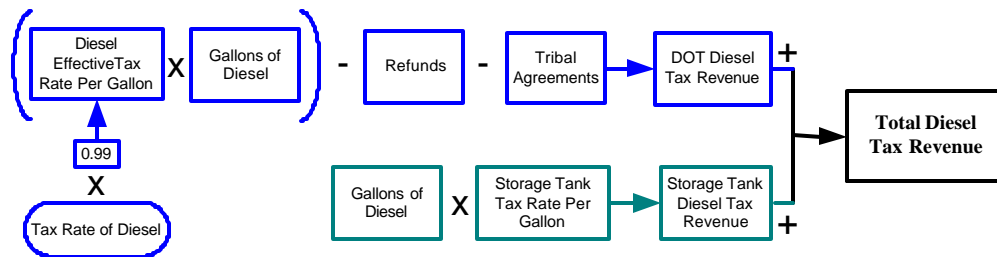 Diesel
EffectiveTax
Rate Per Gallon
X
Gallons of
Diesel
-
Refunds
-
Tribal
Agreements
DOT Diesel
Tax Revenue
+
0.99
X
Tax Rate of Diesel
Total Diesel
Tax Revenue
Gallons of
Diesel
X
Storage Tank
Tax Rate Per
Gallon
Storage Tank
Diesel Tax
Revenue
+